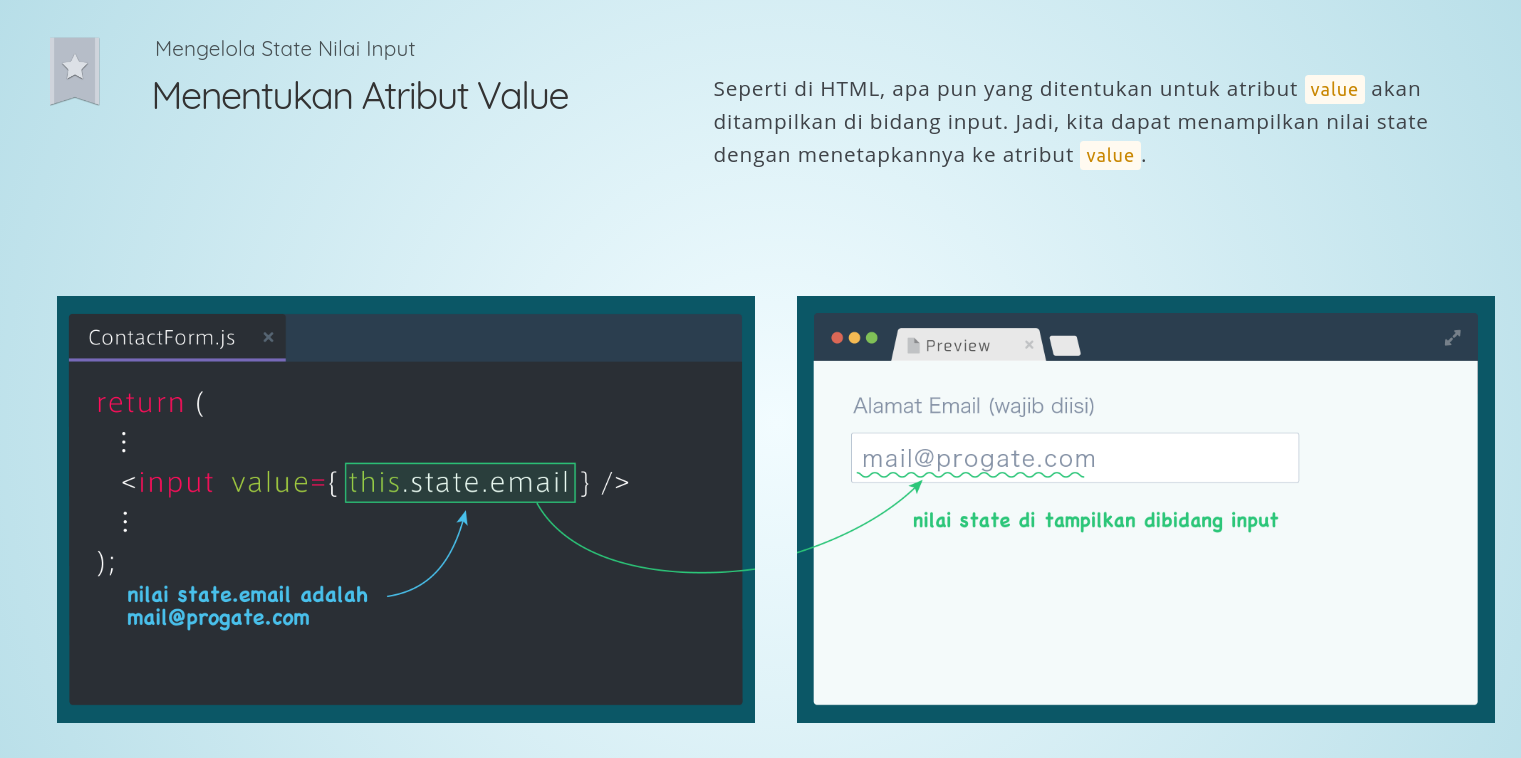 Mengelola State Nilai Input
Menentukan Atribut Value
Seperti di HTML, apa pun yang ditentukan untuk atribut value akan
ditampilkan di bidang input. Jadi, kita dapat menampilkan nilai state
dengan menetapkannya ke atribut value.
ContactForm.js ×
return (
⋮
<input value={this.state.email} />
⋮
);
nilai state.email adalah
mail@progate.com
Preview ×
Alamat Email (wajib diisi)
mail@progate.com
nilai state di tampilkan dibidang input